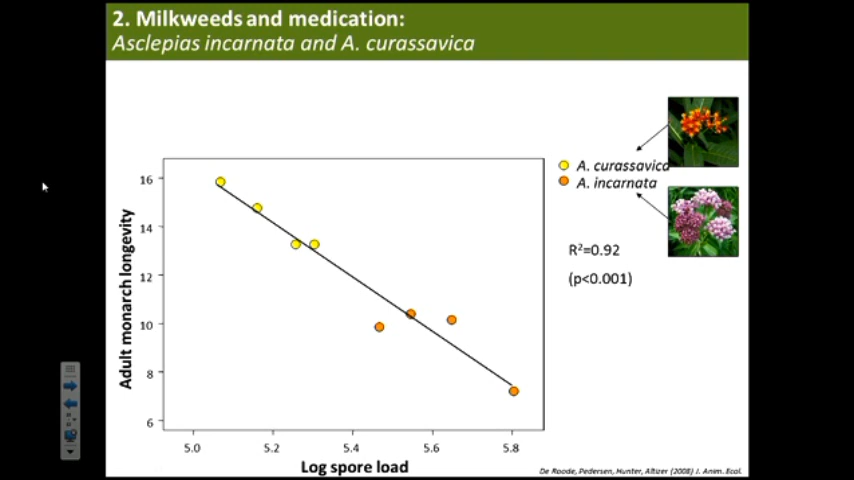 2. Milkweeds and medication:
Asclepias incarnata and A. curassavica
A. curassavica
A. incarnata
R²=0.92
(p<0.001)
Adult monarch longevity
16
14
12
10
8
6
5.0 5.2 5.4 5.6 5.8
Log spore load
De Roode, Pedersen, Hunter, Altizer (2008) J. Anim. Ecol.